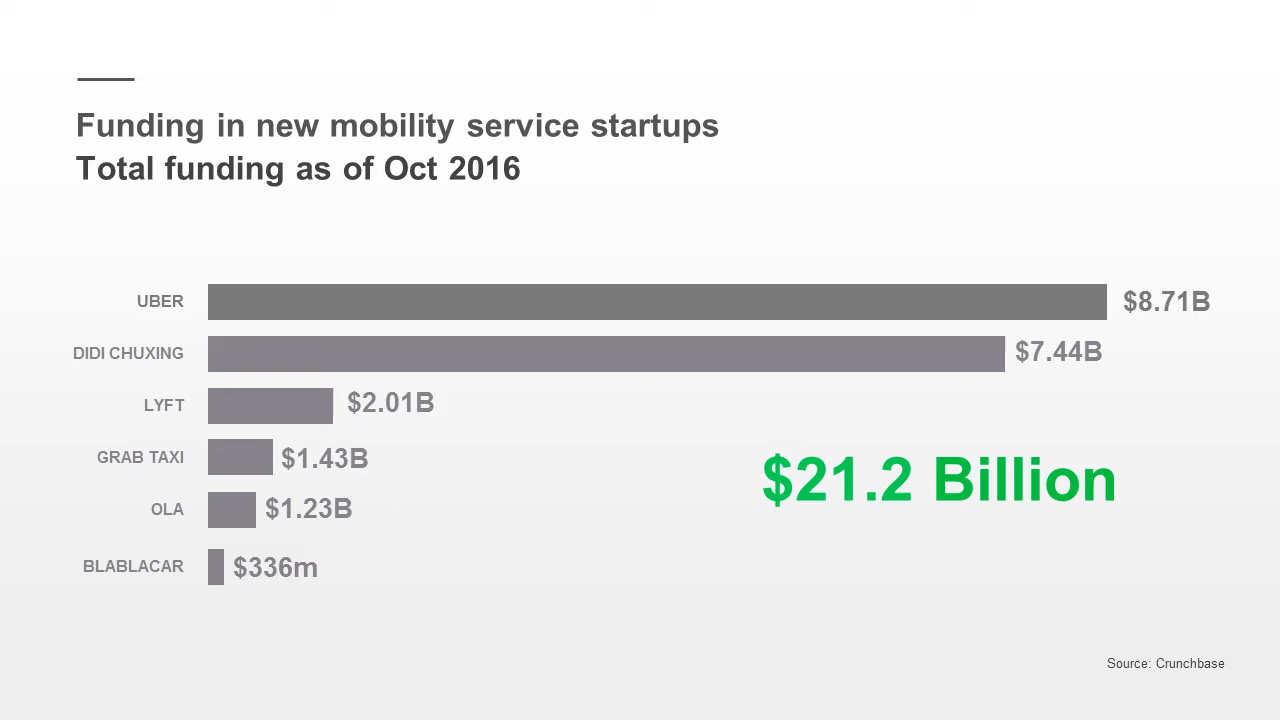 Funding in new mobility service startups
Total funding as of Oct 2016
UBER $8.71B
DIDI CHUXING $7.44B
LYFT $2.01B
GRAB TAXI $1.43B
OLA $1.23B
BLABLACAR $336m
$21.2 Billion
Source: Crunchbase